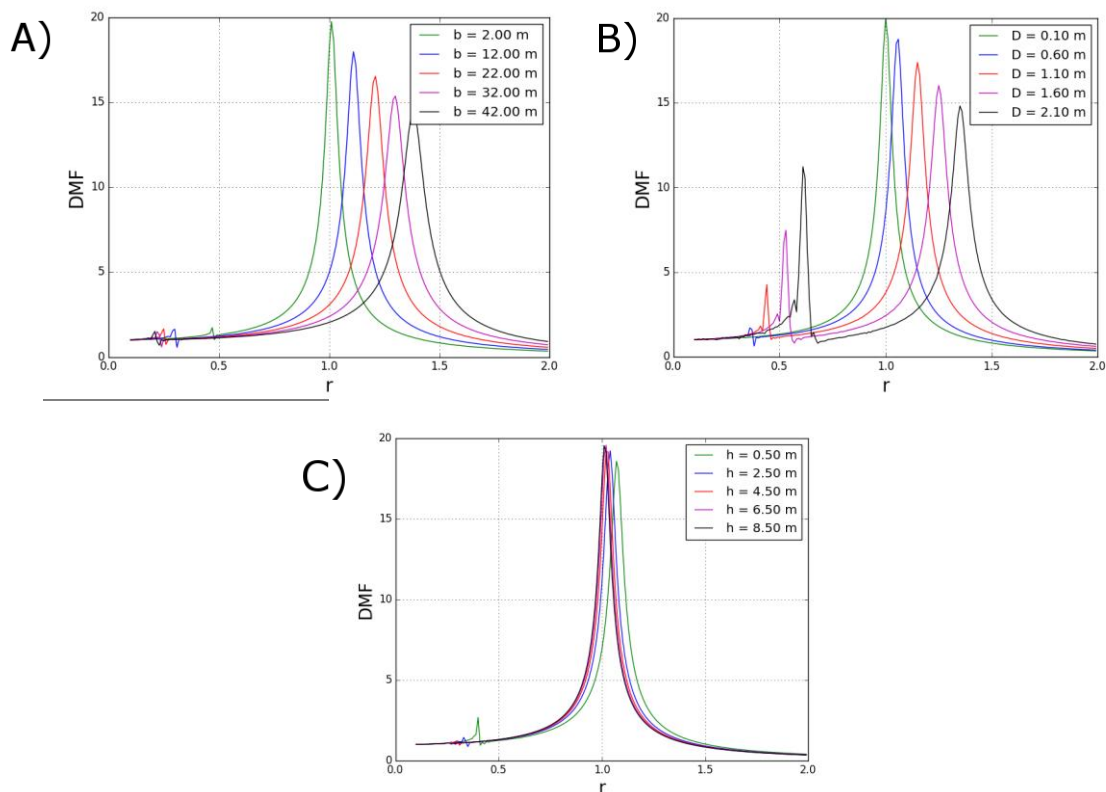 A)
20
15
10
5
0
0.0 0.5 1.0 1.5 2.0
DMF
r
b = 2.00 m
b = 12.00 m
b = 22.00 m
b = 32.00 m
b = 42.00 m
B)
20
15
10
5
0
0.0 0.5 1.0 1.5 2.0
DMF
r
D = 0.10 m
D = 0.60 m
D = 1.10 m
D = 1.60 m
D = 2.10 m
C)
20
15
10
5
0
0.0 0.5 1.0 1.5 2.0
DMF
r
h = 0.50 m
h = 2.50 m
h = 4.50 m
h = 6.50 m
h = 8.50 m